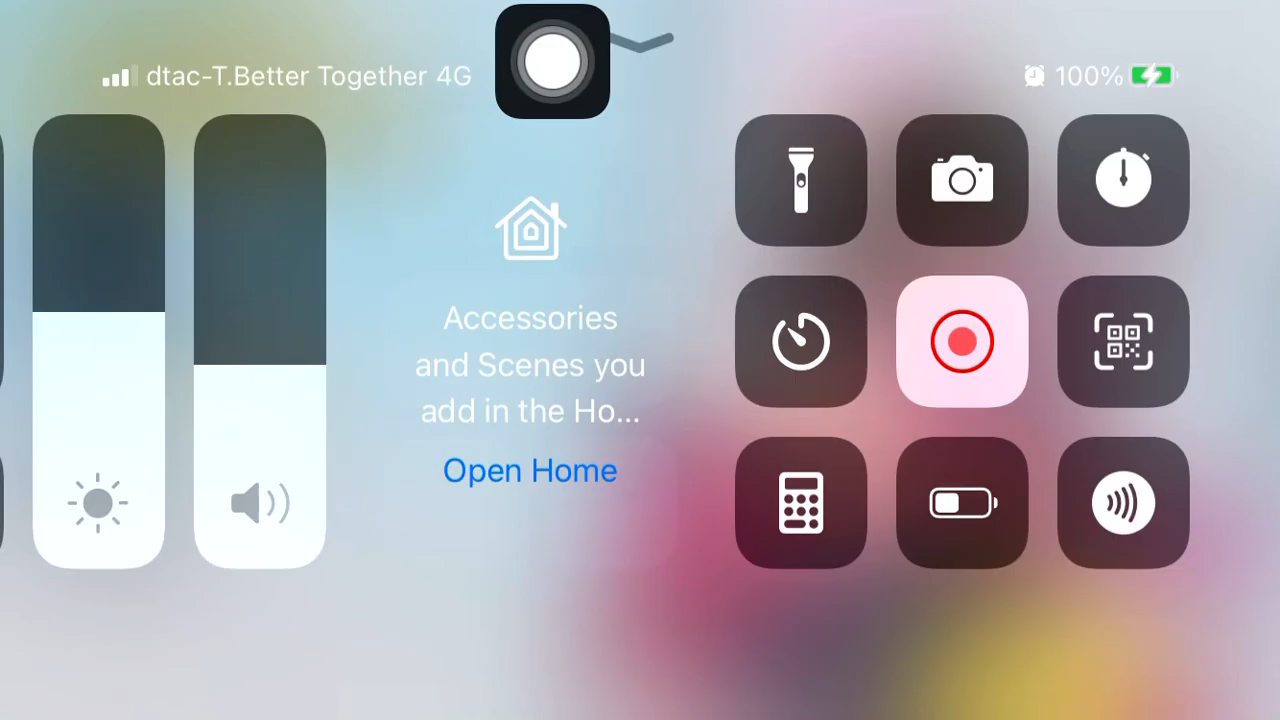 dtac-T.Better Together 4G
100%
Accessories
and Scenes you
add in the Ho...
Open Home